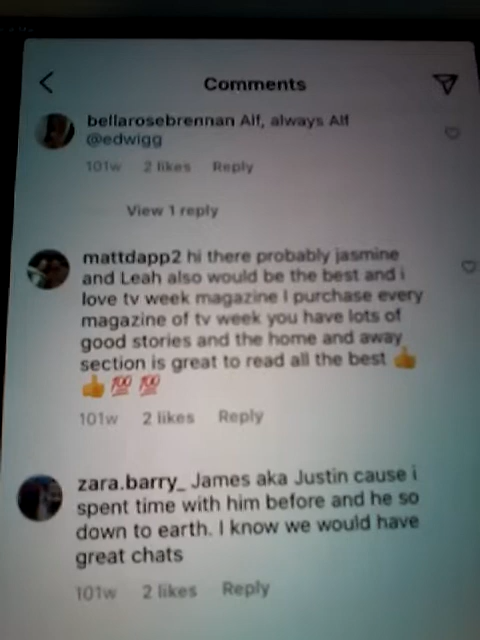 Comments
bellarosebrennan Alf, always Alf
@edwigg
101w 2 likes Reply
View 1 reply
mattdapp2 hi there probably jasmine
and Leah also would be the best and i
love tv week magazine I purchase every
magazine of tv week you have lots of
good stories and the home and away
section is great to read all the best 👍
👍 💯 💯
101w 2 likes Reply
zara.barry_ James aka Justin cause i
spent time with him before and he so
down to earth. I know we would have
great chats
101w 2 likes Reply